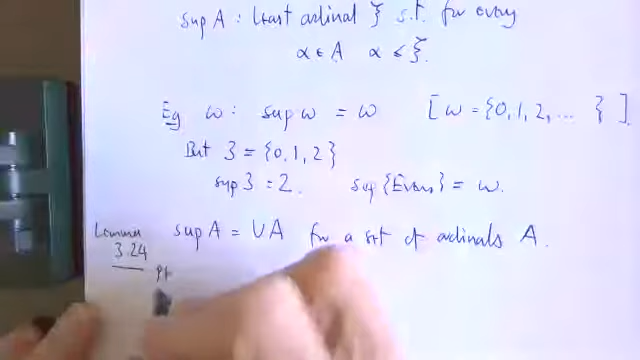 sup A : Least ordinal ξ s.t. for every
α ∈ A α ≤ ξ.
Eg ω : sup ω = ω [ω = {0, 1, 2, ... }].
But 3 = {0, 1, 2}
sup 3 = 2. sup {Evens} = ω.
Lemma 3.24 sup A = ∪A for a set of ordinals A.
pf